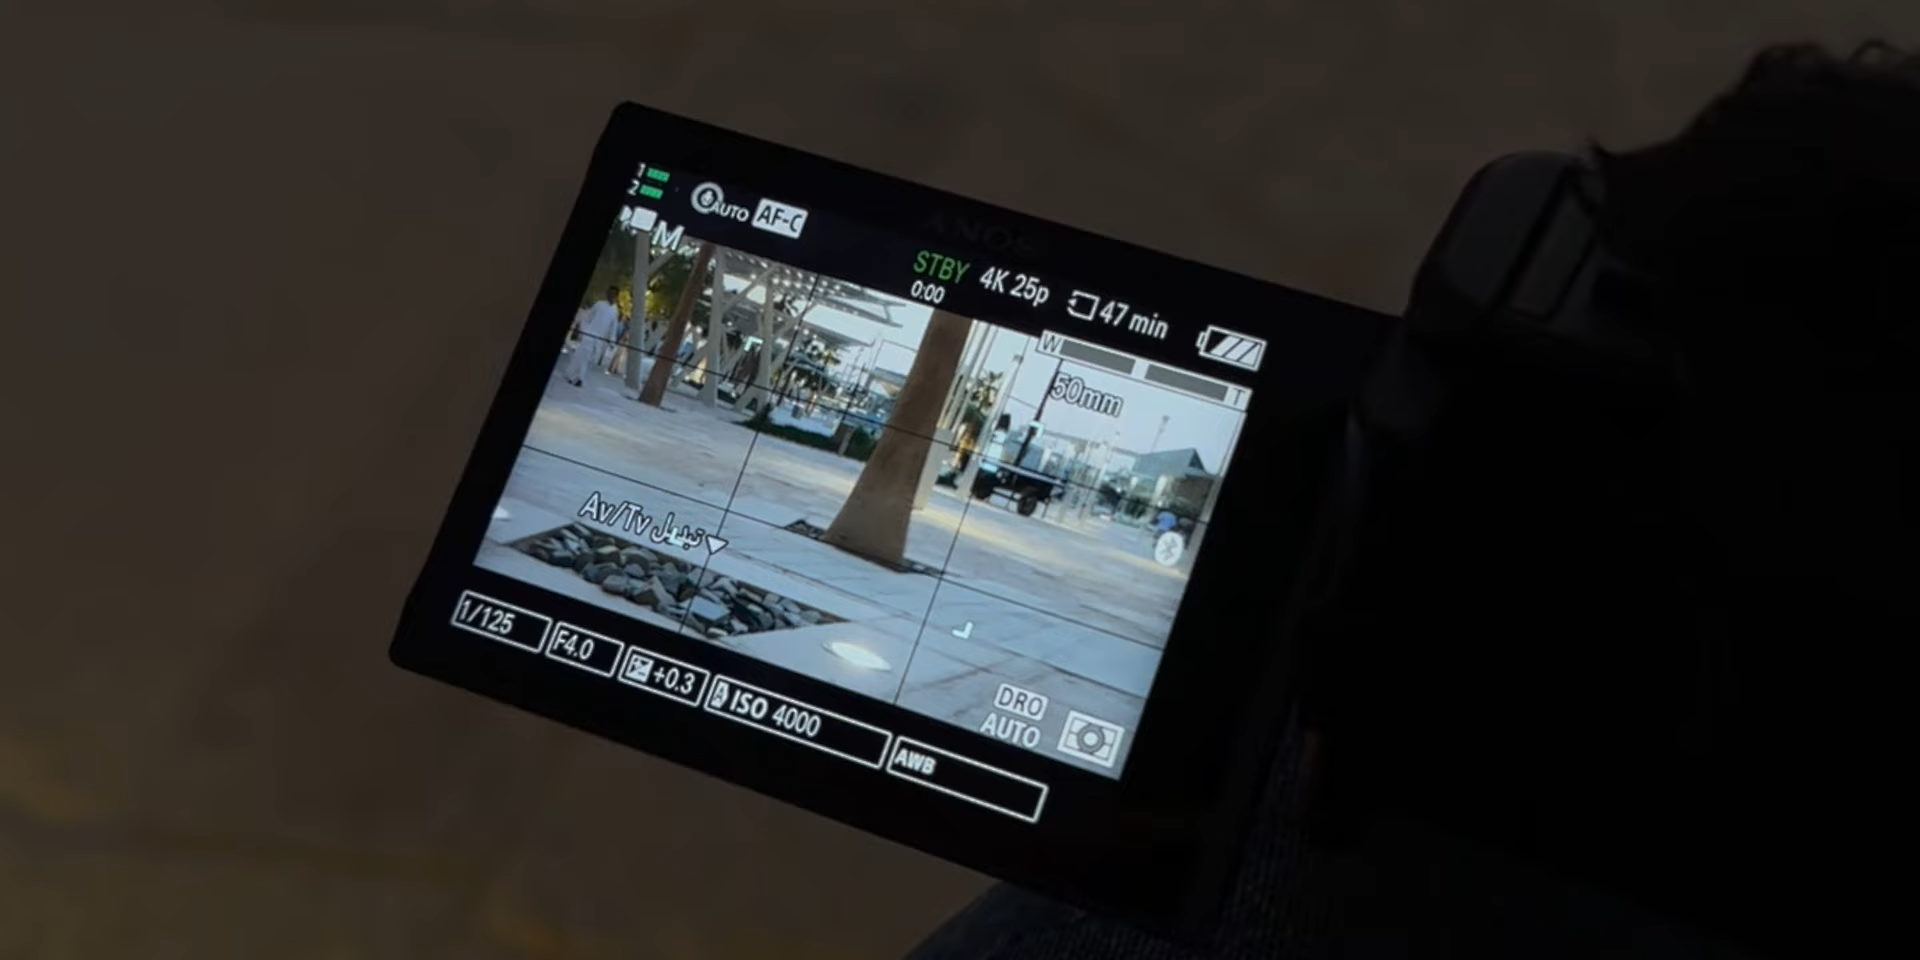 1
2
AUTO AF-C
M
STBY 4K 25p 47 min
0:00
W T
50mm
Av/Tv تبديل
1/125 F4.0 +0.3 A ISO 4000 AWB
DRO
AUTO